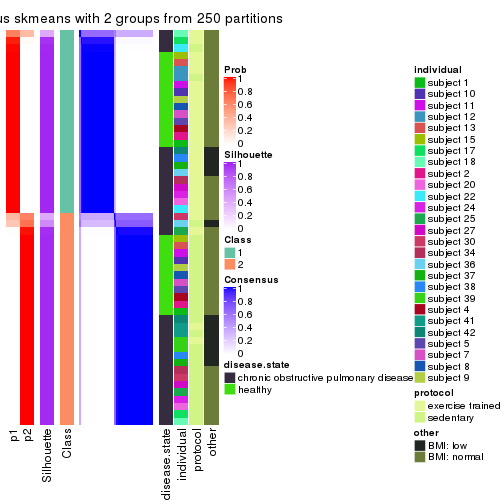 us skmeans with 2 groups from 250 partitions
p1
p2
Silhouette
Class
disease.state
individual
protocol
other
Prob
1
0.8
0.6
0.4
0.2
0
Silhouette
1
0.8
0.6
0.4
0.2
0
Class
1
2
Consensus
1
0.8
0.6
0.4
0.2
0
disease.state
chronic obstructive pulmonary disease
healthy
individual
subject 1
subject 10
subject 11
subject 12
subject 13
subject 15
subject 17
subject 18
subject 2
subject 20
subject 22
subject 24
subject 25
subject 27
subject 30
subject 34
subject 36
subject 37
subject 38
subject 39
subject 4
subject 41
subject 42
subject 5
subject 7
subject 8
subject 9
protocol
exercise trained
sedentary
other
BMI: low
BMI: normal